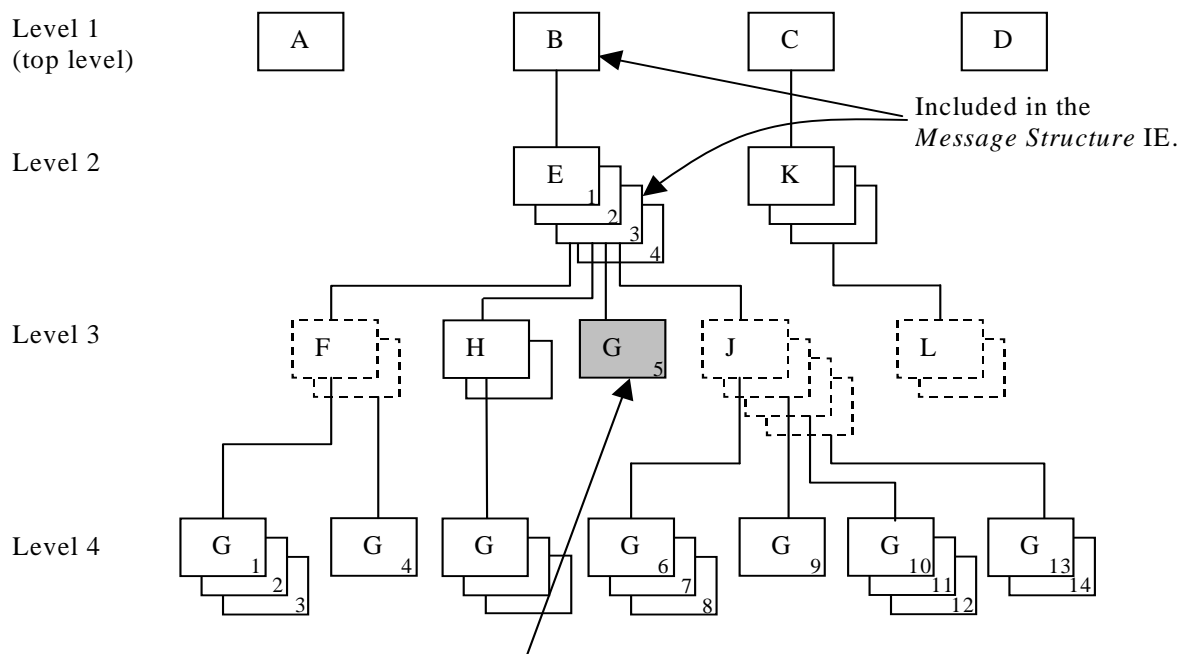 Level 1
(top level)
A
B
C
D
Included in the
Message Structure IE.
Level 2
E
1
2
3
4
K
Level 3
F
H
G
5
J
L
Level 4
G
1
2
3
G
4
G
G
6
7
8
G
9
G
10
11
12
G
13
14